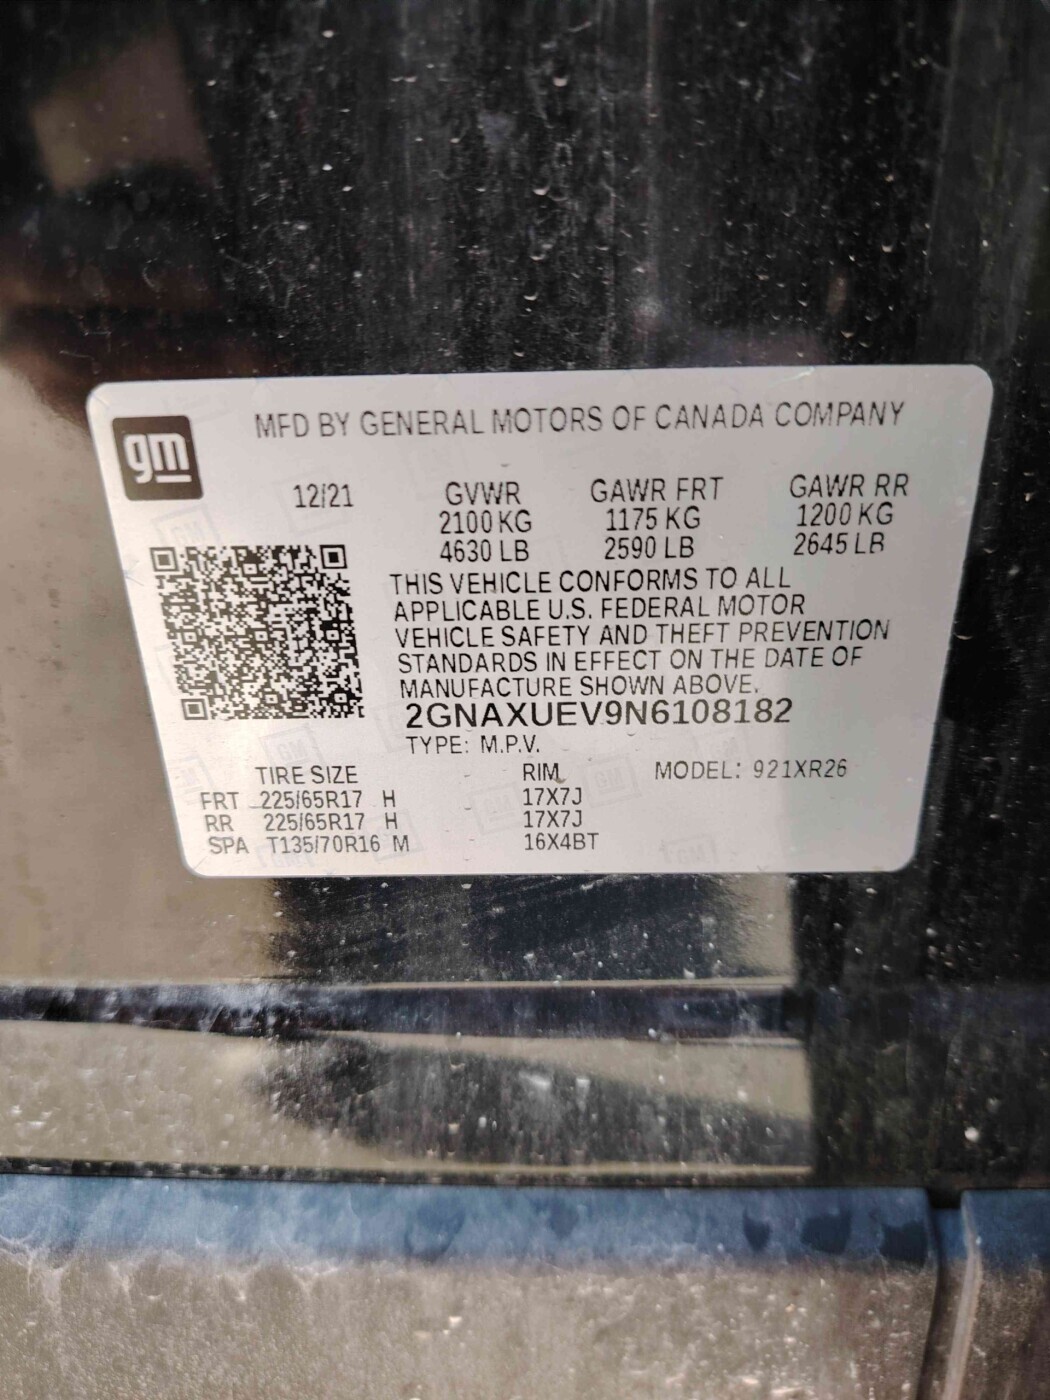 gm
MFD BY GENERAL MOTORS OF CANADA COMPANY
12/21 GVWR GAWR FRT GAWR RR
2100 KG 1175 KG 1200 KG
4630 LB 2590 LB 2645 LB
THIS VEHICLE CONFORMS TO ALL
APPLICABLE U.S. FEDERAL MOTOR
VEHICLE SAFETY AND THEFT PREVENTION
STANDARDS IN EFFECT ON THE DATE OF
MANUFACTURE SHOWN ABOVE.
2GNAXUEV9N6108182
TYPE: M.P.V.
TIRE SIZE RIM MODEL: 921XR26
FRT 225/65R17 H 17X7J
RR 225/65R17 H 17X7J
SPA T135/70R16 M 16X4BT